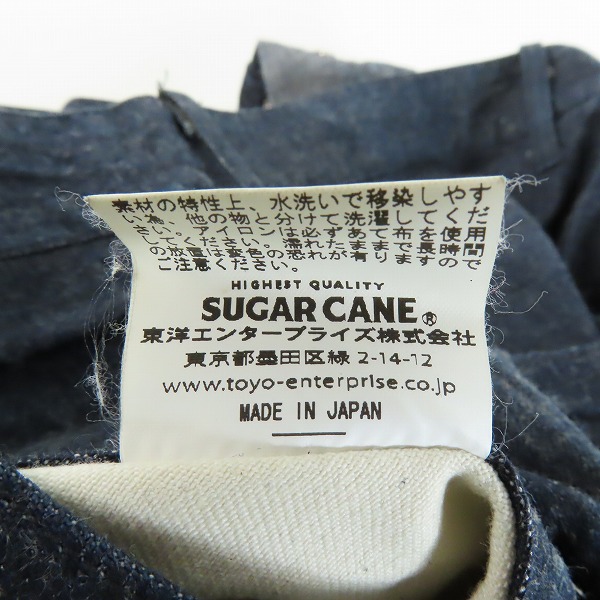 素材の特性上、水洗いで移染しやす
い為、他の物と分けて洗濯してくだ
さい。アイロンは必ずあて布を使用
してください。濡れたままで長時間
の放置は変色の恐れが有りますので
ご注意ください。
HIGHEST QUALITY
SUGAR CANE®
東洋エンタープライズ株式会社
東京都墨田区緑 2-14-12
www.toyo-enterprise.co.jp
MADE IN JAPAN